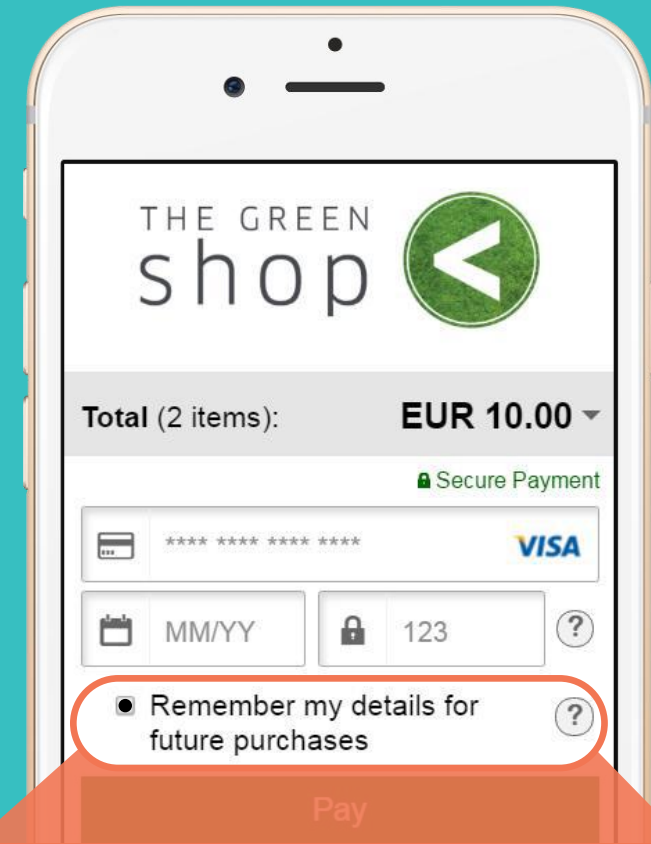 THE GREEN
shop
Total (2 items): EUR 10.00
Secure Payment
**** **** **** **** VISA
MM/YY 123 ?
Remember my details for ?
future purchases
Pay